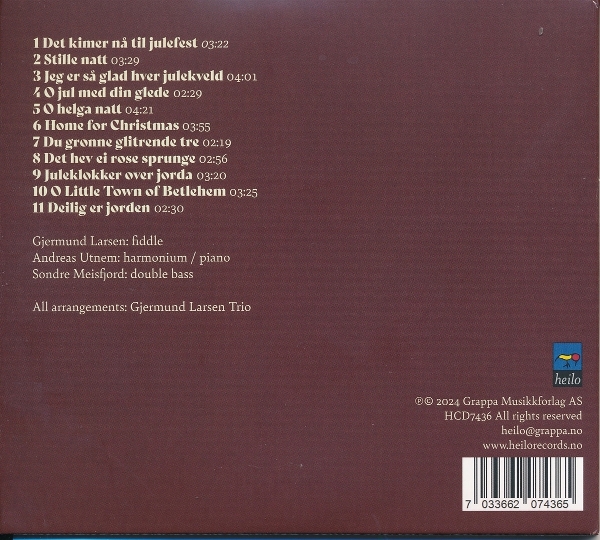 1 Det kimer nå til julefest 03:22
2 Stille natt 03:29
3 Jeg er så glad hver julekveld 04:01
4 O jul med din glede 02:29
5 O helga natt 04:21
6 Home for Christmas 03:55
7 Du grønne glitrende tre 02:19
8 Det hev ei rose sprunge 02:56
9 Juleklokker over jorda 03:20
10 O Little Town of Betlehem 03:25
11 Deilig er jorden 02:30
Gjermund Larsen: fiddle
Andreas Utnem: harmonium / piano
Sondre Meisfjord: double bass
All arrangements: Gjermund Larsen Trio
heilo
℗© 2024 Grappa Musikkforlag AS
HCD7436 All rights reserved
heilo@grappa.no
www.heilorecords.no
7 033662 074365